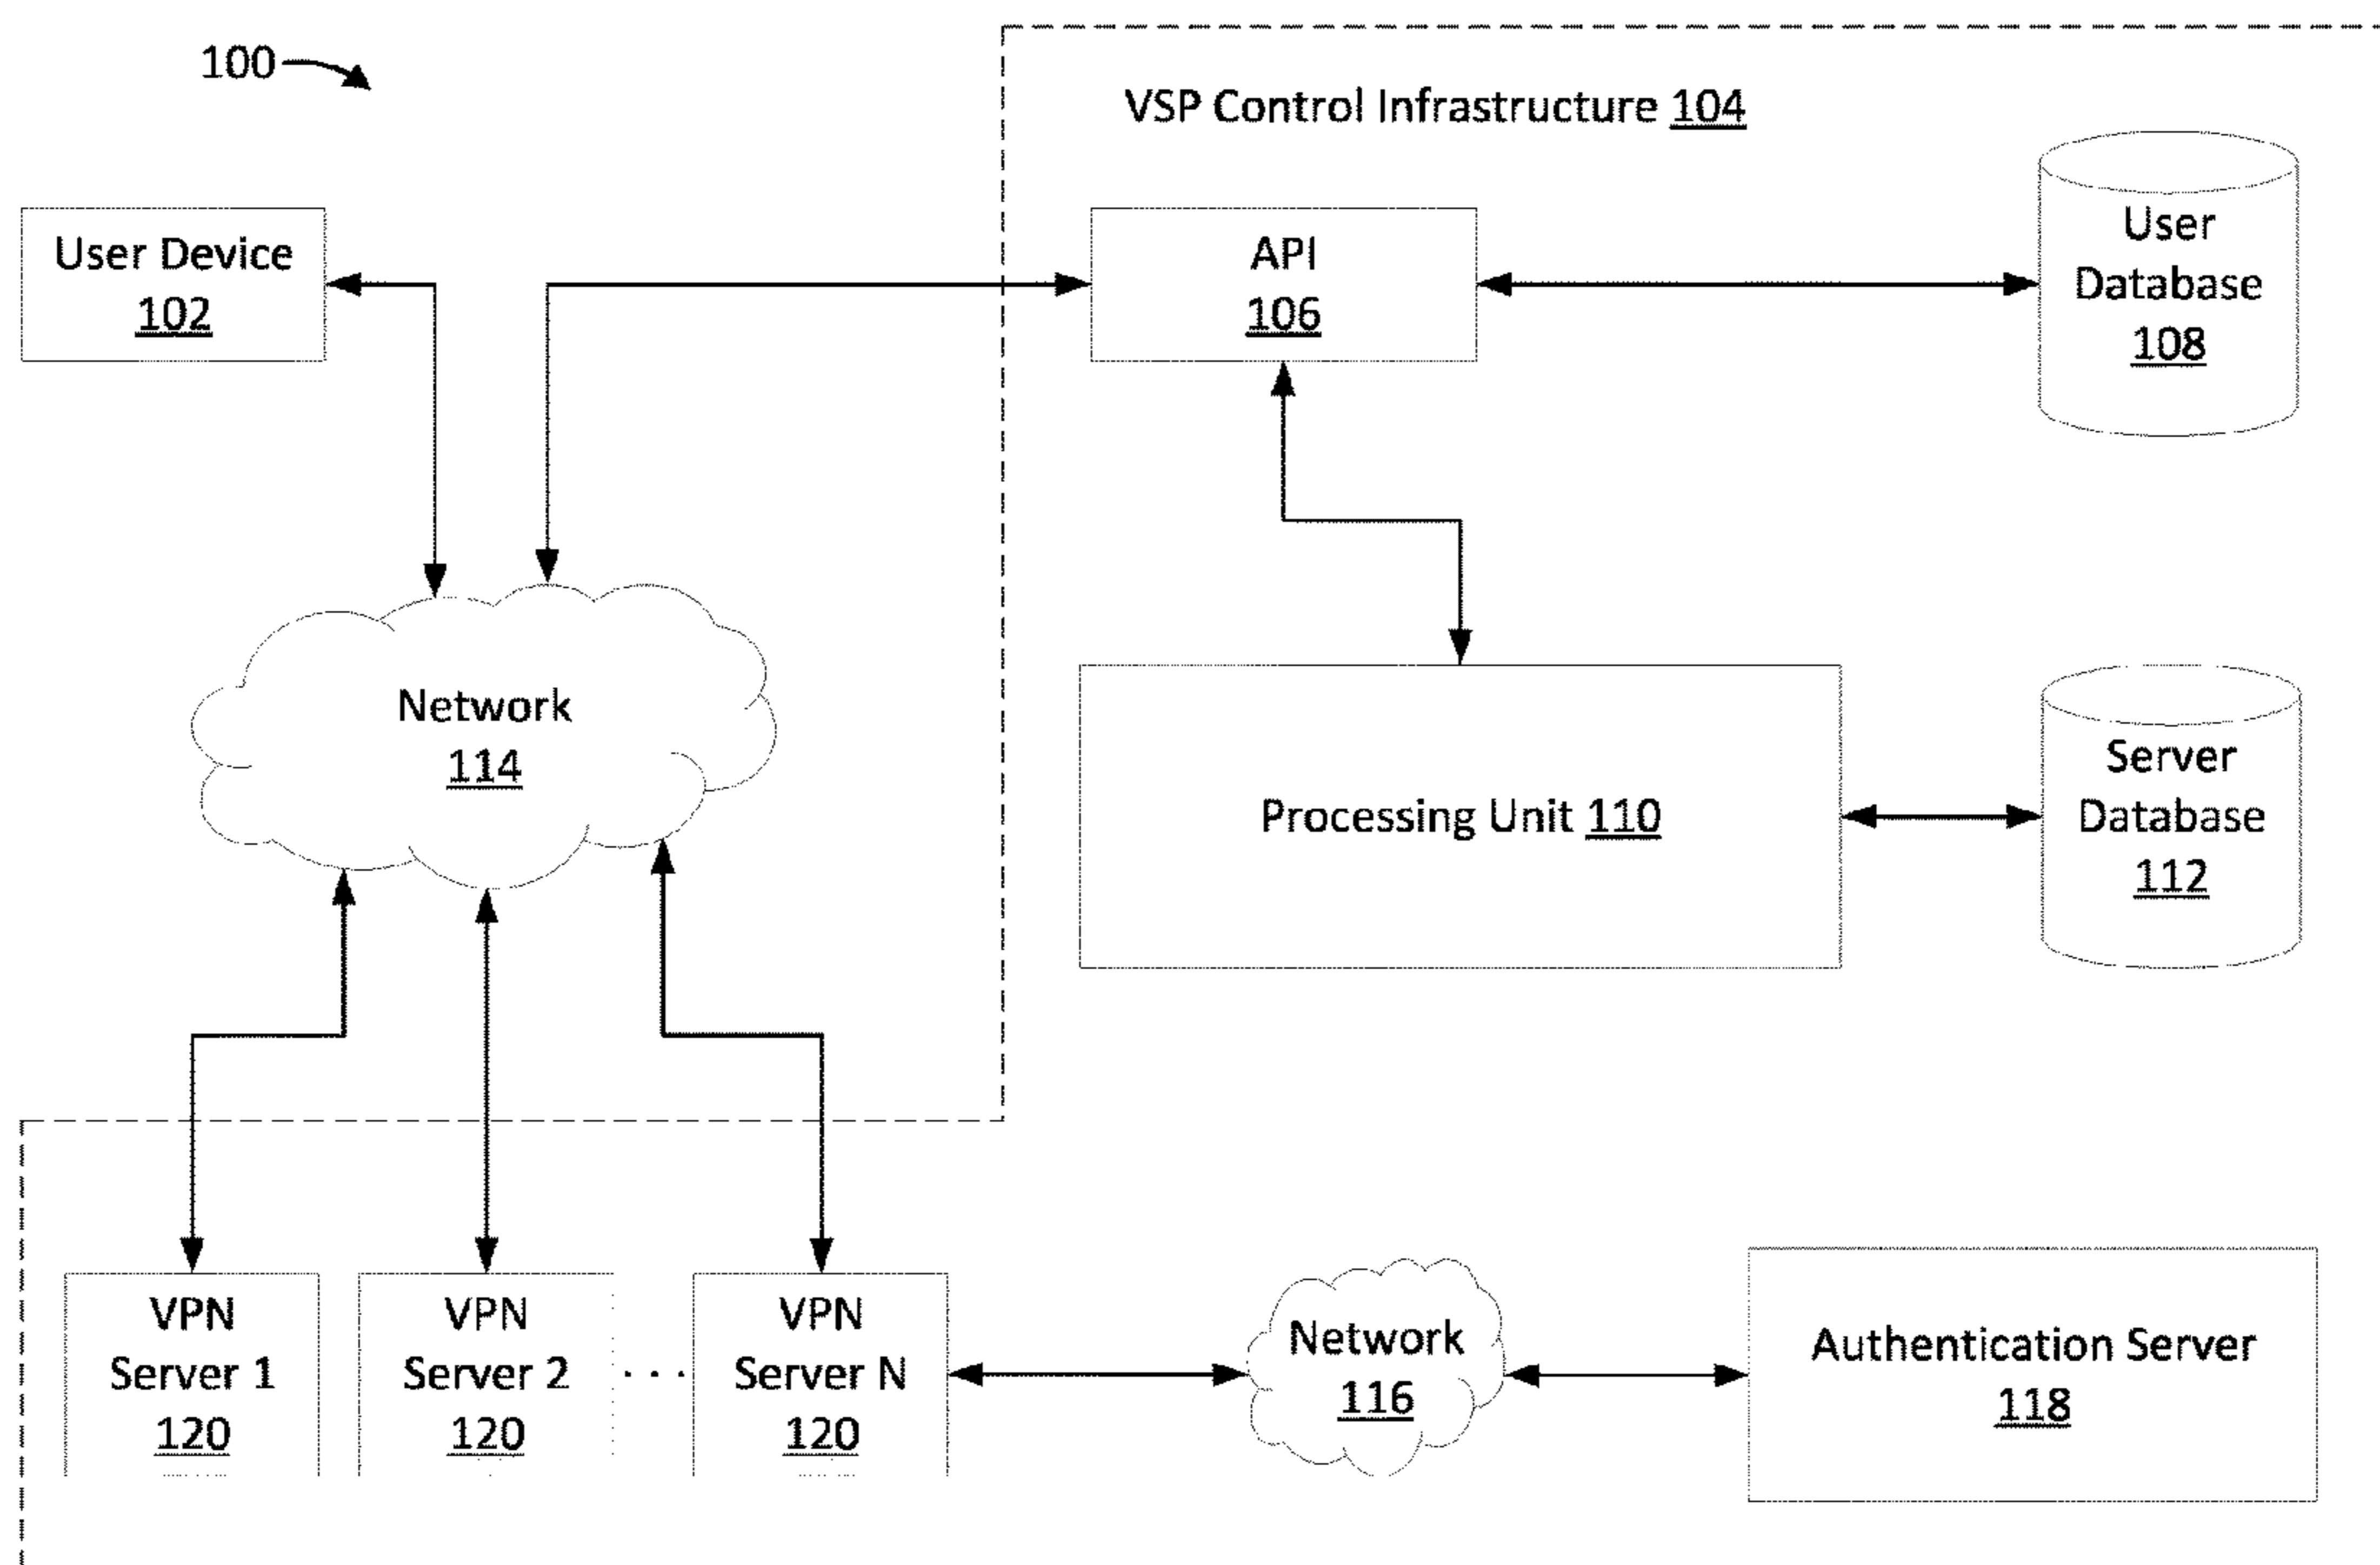 100
VSP Control Infrastructure 104
User Device
102
API
106
User
Database
108
Network
114
Processing Unit 110
Server
Database
112
VPN
Server 1
120
VPN
Server 2
120
. . .
VPN
Server N
120
Network
116
Authentication Server
118